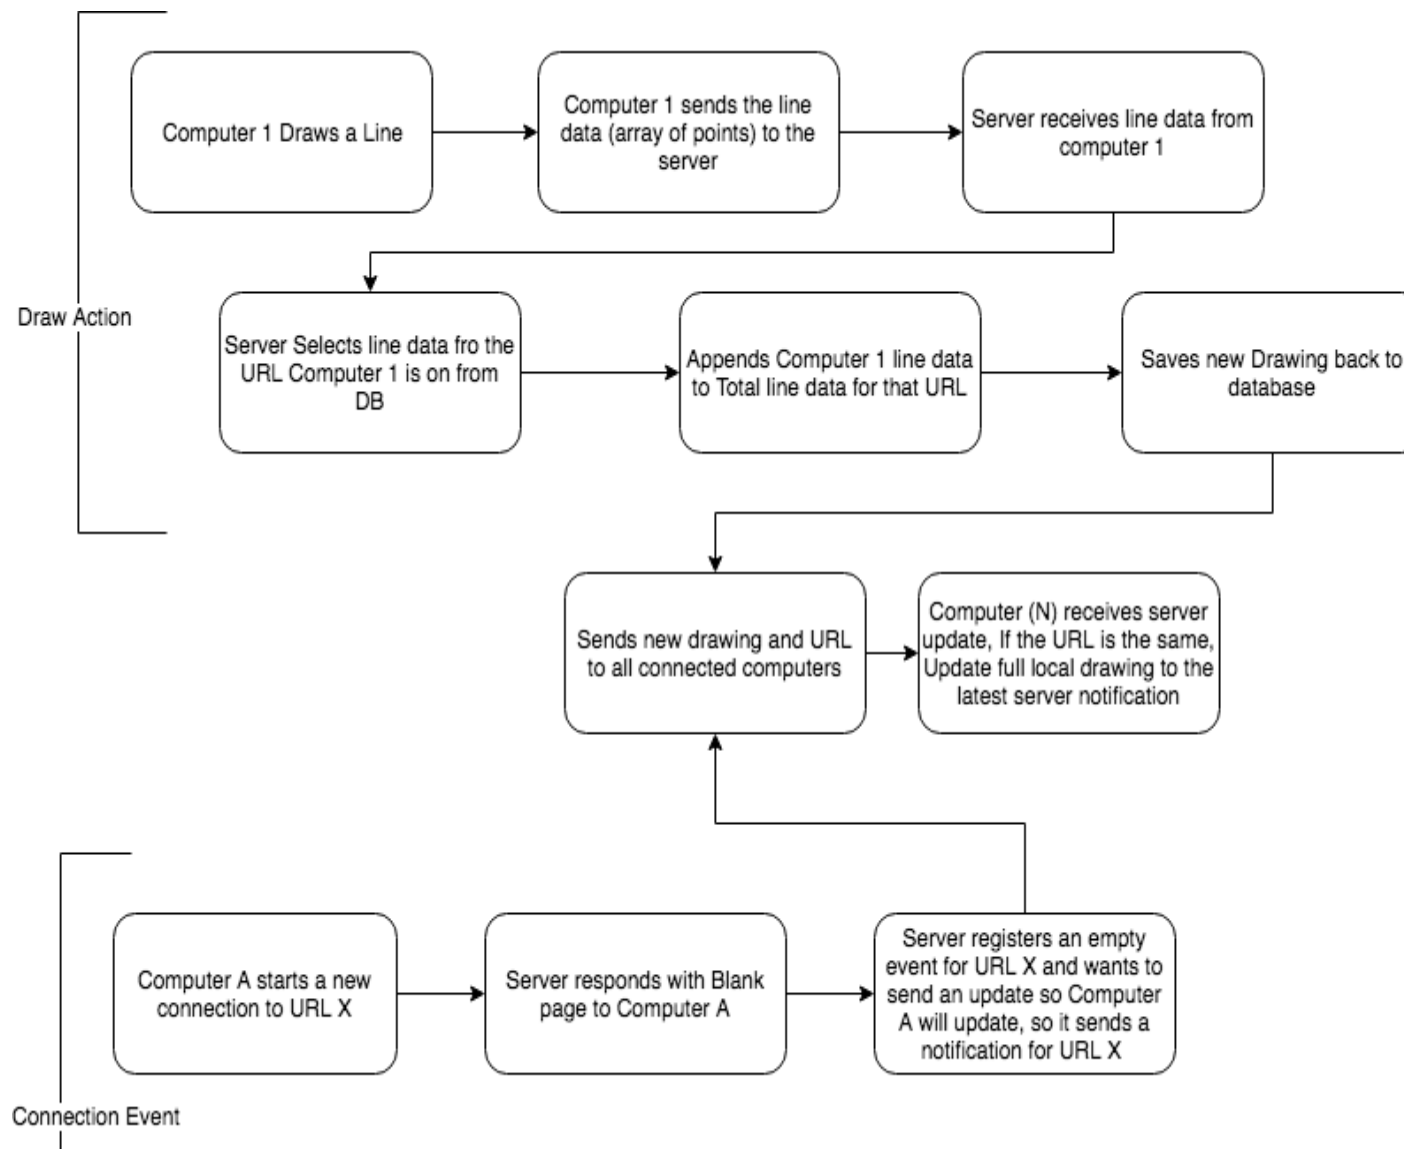 Computer 1 Draws a Line
Computer 1 sends the line
data (array of points) to the
server
Server receives line data from
computer 1
Draw Action
Server Selects line data fro the
URL Computer 1 is on from
DB
Appends Computer 1 line data
to Total line data for that URL
Saves new Drawing back to
database
Sends new drawing and URL
to all connected computers
Computer (N) receives server
update, If the URL is the same,
Update full local drawing to the
latest server notification
Computer A starts a new
connection to URL X
Server responds with Blank
page to Computer A
Server registers an empty
event for URL X and wants to
send an update so Computer
A will update, so it sends a
notification for URL X
Connection Event